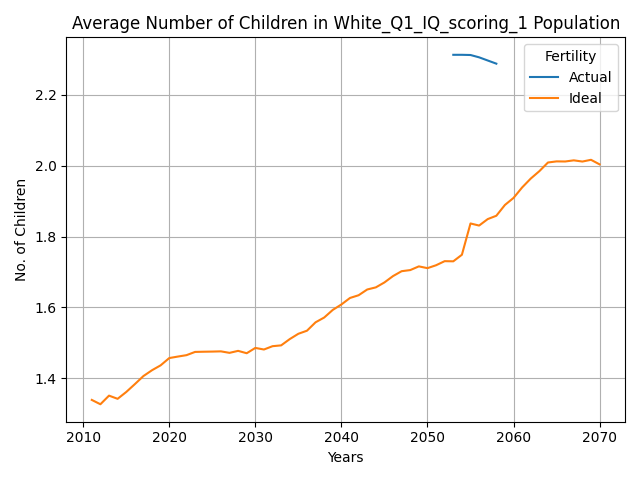 Average Number of Children in White_Q1_IQ_scoring_1 Population
Fertility
Actual
Ideal
No. of Children
2.2
2.0
1.8
1.6
1.4
2010 2020 2030 2040 2050 2060 2070
Years